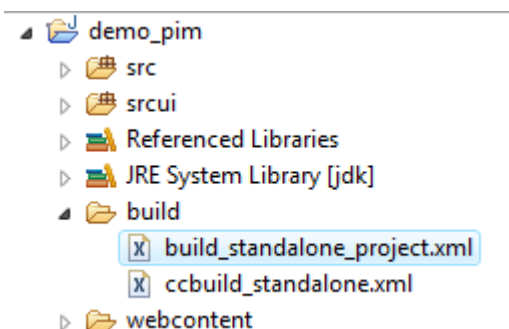 demo_pim
src
srcui
Referenced Libraries
JRE System Library [jdk]
build
build_standalone_project.xml
ccbuild_standalone.xml
webcontent